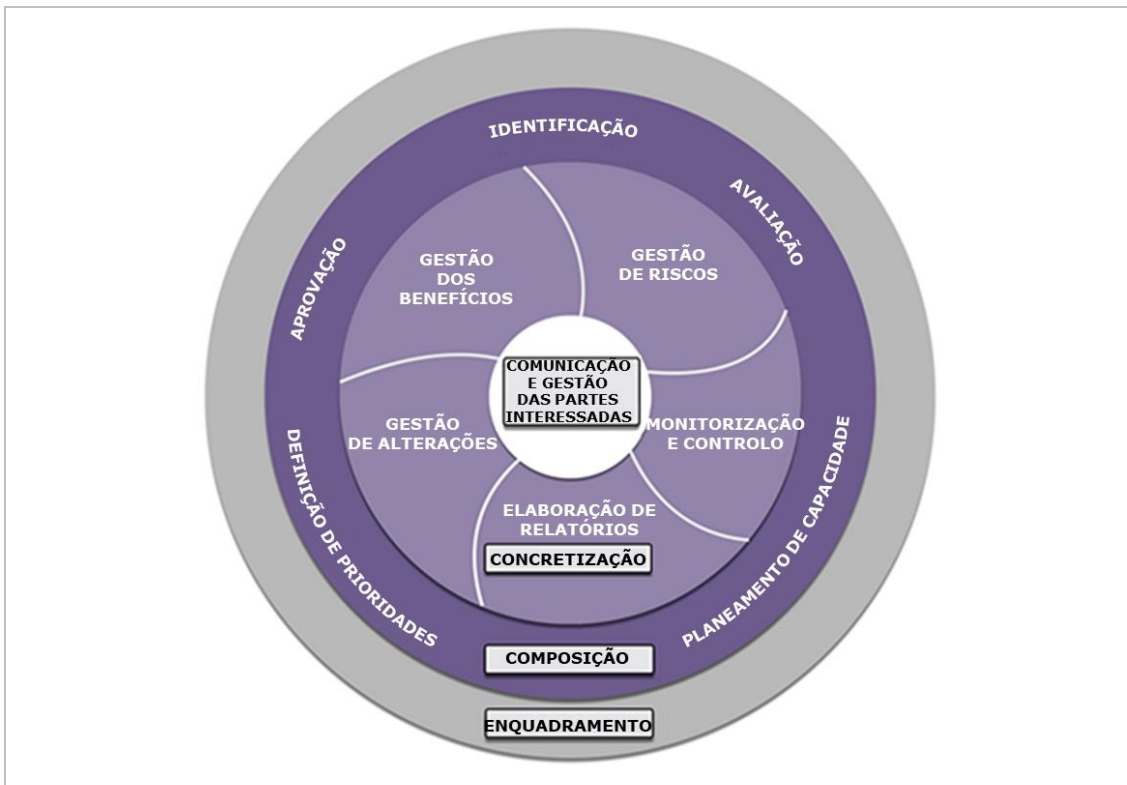 IDENTIFICAÇÃO
AVALIAÇÃO
APROVAÇÃO
GESTÃO
DOS
BENEFÍCIOS
GESTÃO
DE RISCOS
COMUNICAÇÃO
E GESTÃO
DAS PARTES
INTERESSADAS
GESTÃO
DE ALTERAÇÕES
MONITORIZAÇÃO
E CONTROLO
DEFINIÇÃO DE PRIORIDADES
PLANEAMENTO DE CAPACIDADE
ELABORAÇÃO DE
RELATÓRIOS
CONCRETIZAÇÃO
COMPOSIÇÃO
ENQUADRAMENTO